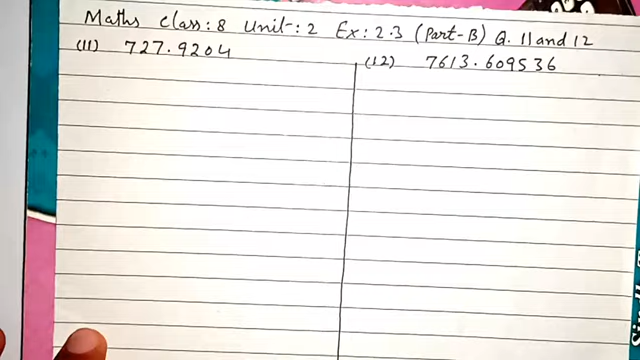 Maths Class: 8 Unit: 2 Ex: 2.3 (Part-B) Q. 11 and 12
(11) 727.9204
(12) 7613.609536